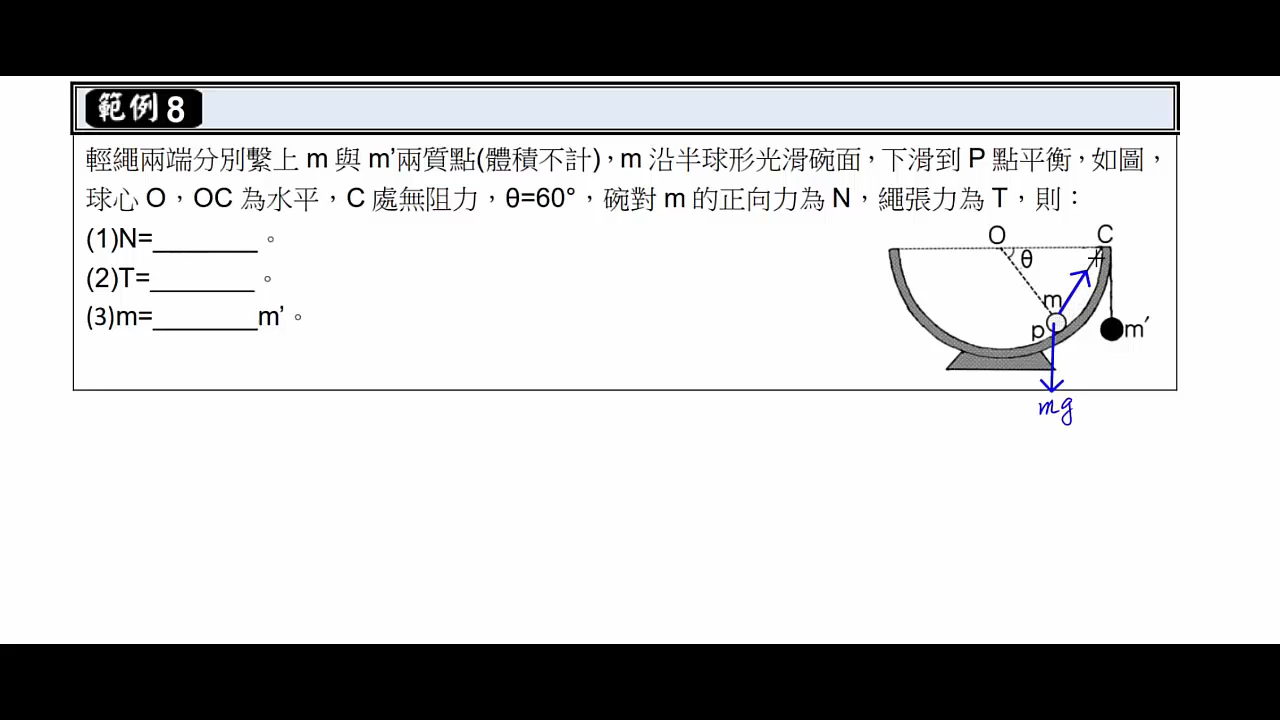 範例 8
輕繩兩端分別繫上 m 與 m’兩質點(體積不計)，m 沿半球形光滑碗面，下滑到 P 點平衡，如圖，
球心 O，OC 為水平，C 處無阻力，θ=60°，碗對 m 的正向力為 N，繩張力為 T，則：
(1)N=________。
(2)T=________。
(3)m=________m’。
O
C
θ
m
p
m′
mg